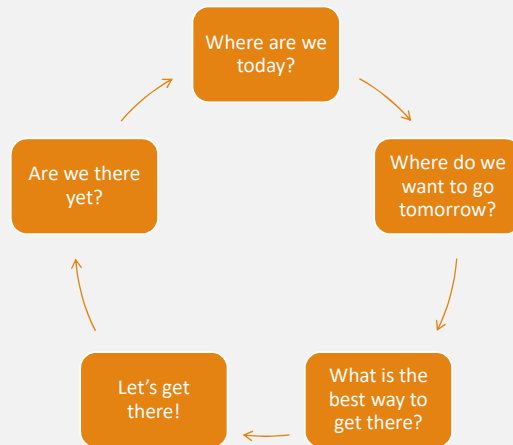 Where are we
today?
Where do we
want to go
tomorrow?
What is the
best way to
get there?
Let’s get
there!
Are we there
yet?